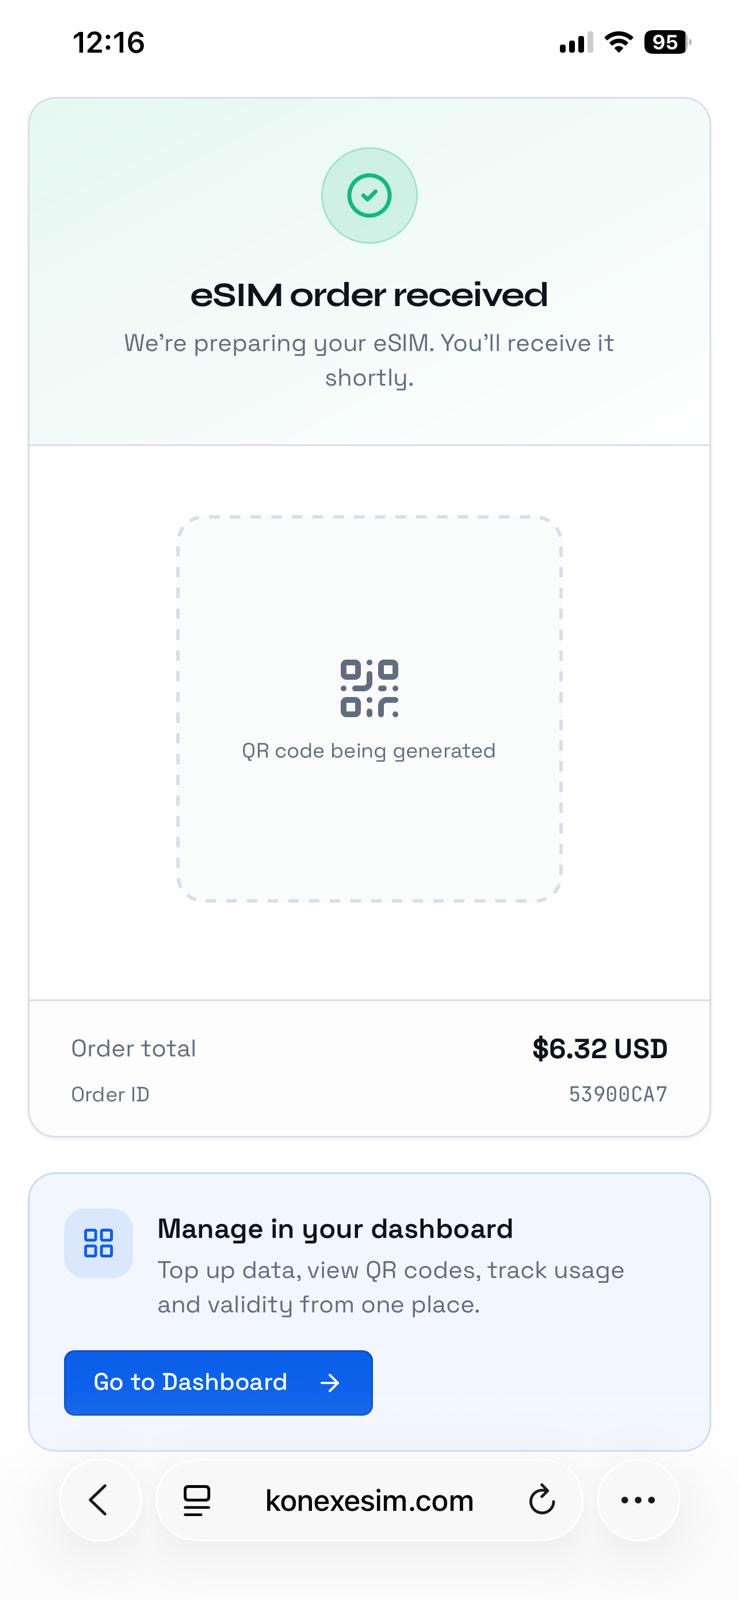 12:16
95
eSIM order received
We're preparing your eSIM. You'll receive it
shortly.
QR code being generated
Order total $6.32 USD
Order ID 53900CA7
Manage in your dashboard
Top up data, view QR codes, track usage
and validity from one place.
Go to Dashboard →
konexesim.com